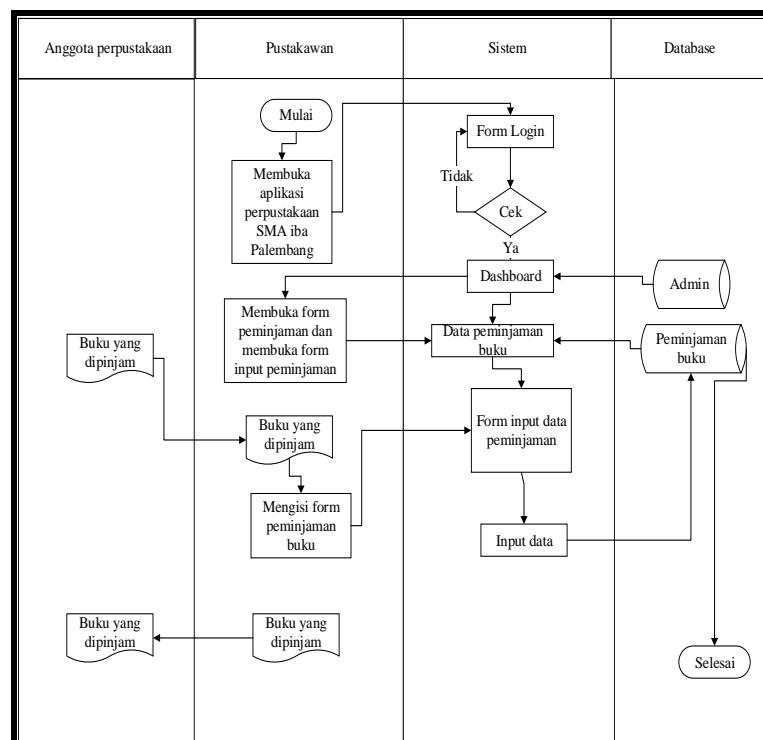 Anggota perpustakaan
Pustakawan
Sistem
Database
Mulai
Form Login
Membuka
aplikasi
perpustakaan
SMA iba
Palembang
Tidak
Cek
Ya
Dashboard
Admin
Membuka form
peminjaman dan
membuka form
input peminjaman
Data peminjaman
buku
Peminjaman
buku
Buku yang
dipinjam
Form input data
peminjaman
Buku yang
dipinjam
Mengisi form
peminjaman
buku
Input data
Buku yang
dipinjam
Buku yang
dipinjam
Selesai